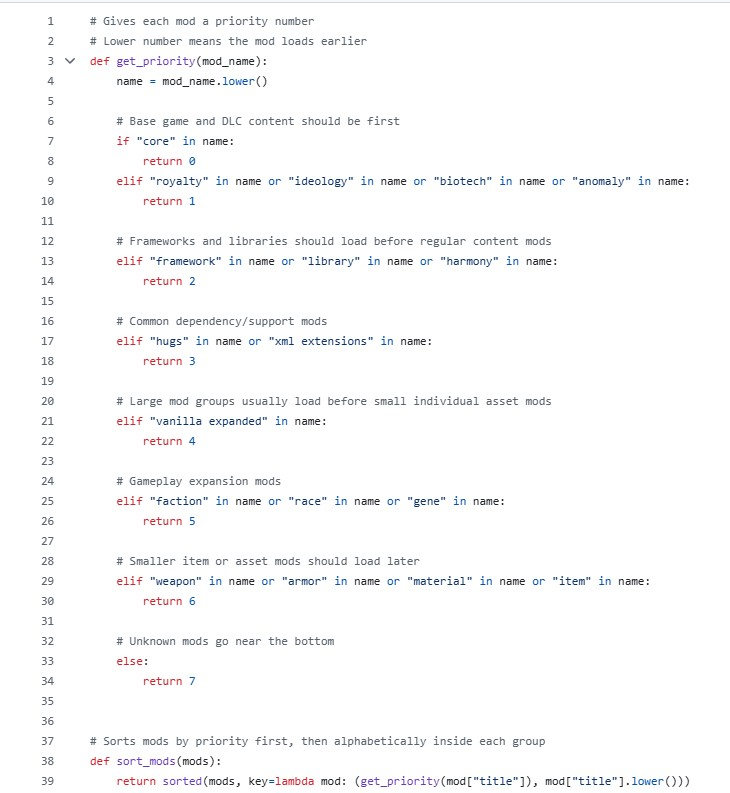 1 # Gives each mod a priority number
2 # Lower number means the mod loads earlier
3 def get_priority(mod_name):
4     name = mod_name.lower()
5
6     # Base game and DLC content should be first
7     if "core" in name:
8         return 0
9     elif "royalty" in name or "ideology" in name or "biotech" in name or "anomaly" in name:
10         return 1
11
12     # Frameworks and libraries should load before regular content mods
13     elif "framework" in name or "library" in name or "harmony" in name:
14         return 2
15
16     # Common dependency/support mods
17     elif "hugs" in name or "xml extensions" in name:
18         return 3
19
20     # Large mod groups usually load before small individual asset mods
21     elif "vanilla expanded" in name:
22         return 4
23
24     # Gameplay expansion mods
25     elif "faction" in name or "race" in name or "gene" in name:
26         return 5
27
28     # Smaller item or asset mods should load later
29     elif "weapon" in name or "armor" in name or "material" in name or "item" in name:
30         return 6
31
32     # Unknown mods go near the bottom
33     else:
34         return 7
35
36
37 # Sorts mods by priority first, then alphabetically inside each group
38 def sort_mods(mods):
39     return sorted(mods, key=lambda mod: (get_priority(mod["title"]), mod["title"].lower()))